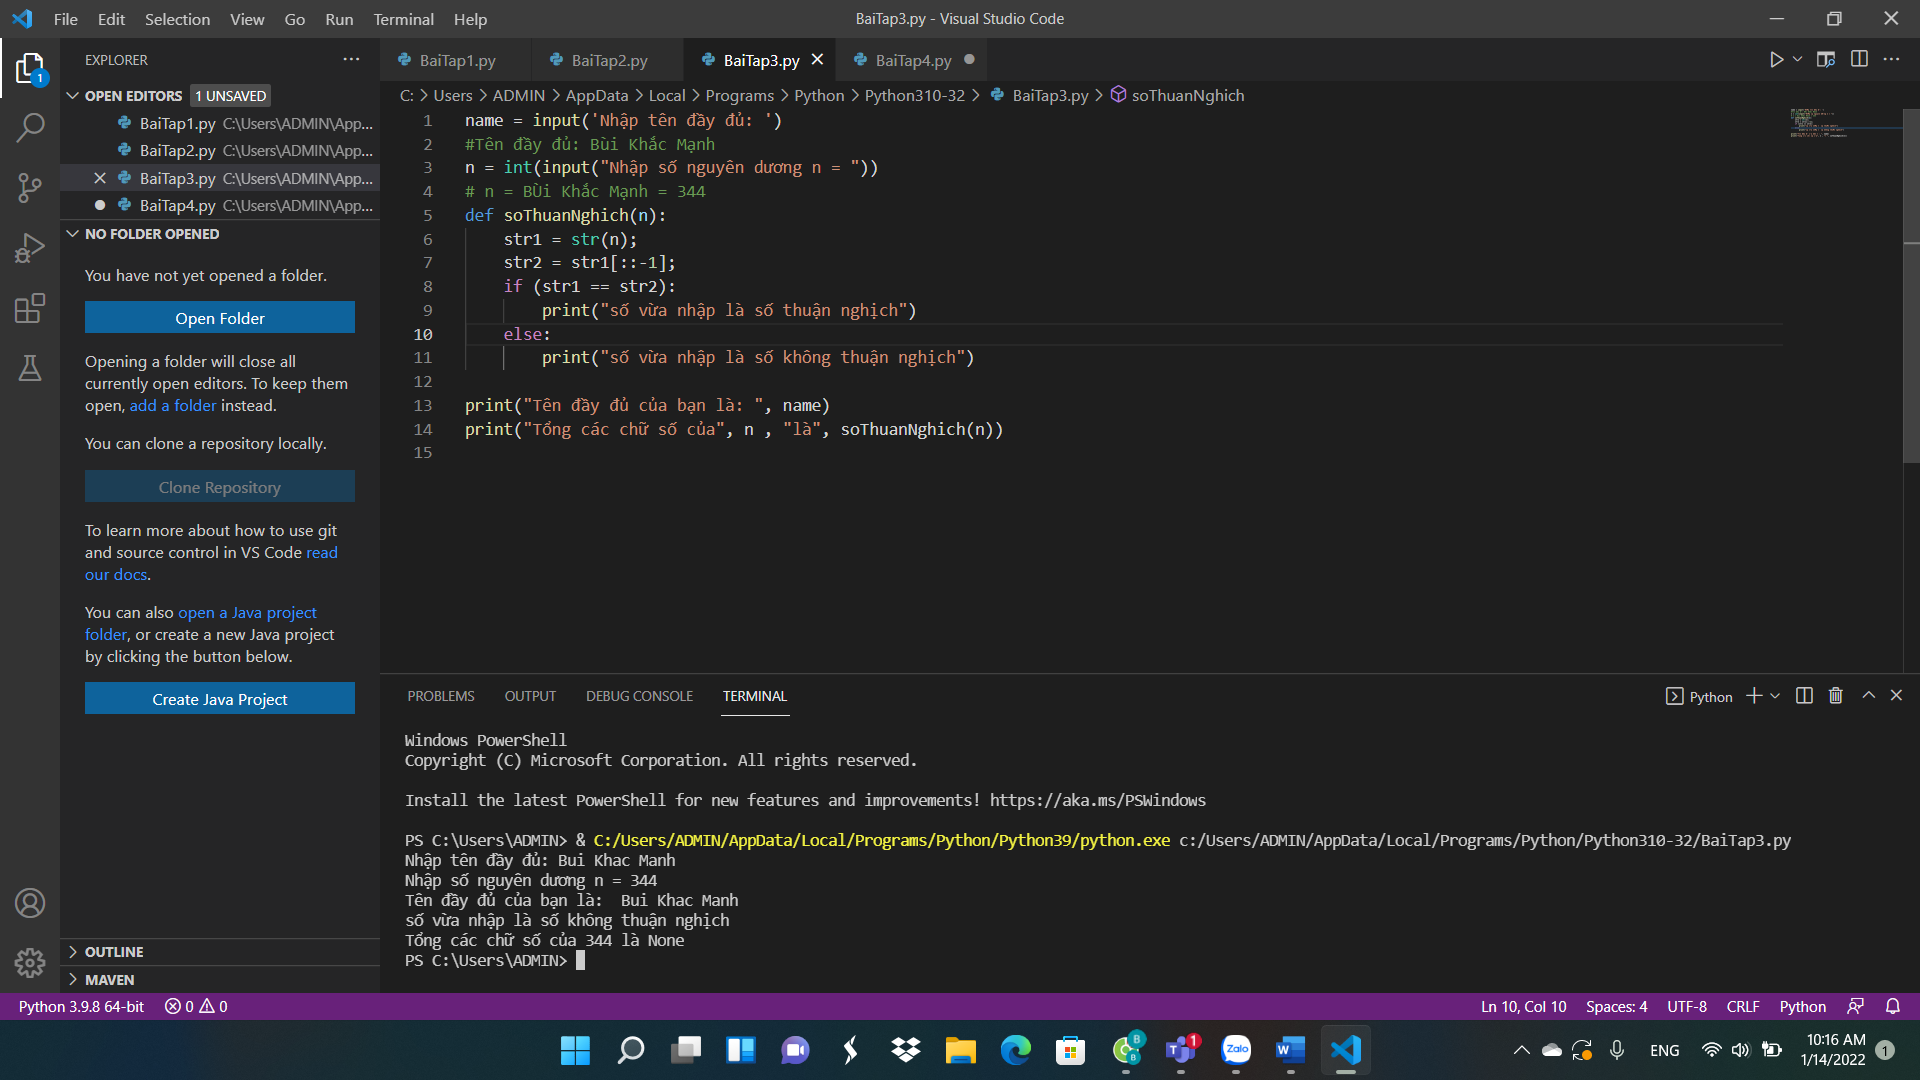 File Edit Selection View Go Run Terminal Help
BaiTap3.py - Visual Studio Code
EXPLORER
OPEN EDITORS 1 UNSAVED
BaiTap1.py C:\Users\ADMIN\App...
BaiTap2.py C:\Users\ADMIN\App...
BaiTap3.py C:\Users\ADMIN\App...
BaiTap4.py C:\Users\ADMIN\App...
NO FOLDER OPENED
You have not yet opened a folder.
Open Folder
Opening a folder will close all
currently open editors. To keep them
open, add a folder instead.
You can clone a repository locally.
Clone Repository
To learn more about how to use git
and source control in VS Code read
our docs.
You can also open a Java project
folder, or create a new Java project
by clicking the button below.
Create Java Project
OUTLINE
MAVEN
BaiTap1.py BaiTap2.py BaiTap3.py BaiTap4.py
C: > Users > ADMIN > AppData > Local > Programs > Python > Python310-32 > BaiTap3.py > soThuanNghich
1 name = input('Nhập tên đầy đủ: ')
2 #Tên đầy đủ: Bùi Khắc Mạnh
3 n = int(input("Nhập số nguyên dương n = "))
4 # n = BÙi Khắc Mạnh = 344
5 def soThuanNghich(n):
6 str1 = str(n);
7 str2 = str1[::-1];
8 if (str1 == str2):
9 print("số vừa nhập là số thuận nghịch")
10 else:
11 print("số vừa nhập là số không thuận nghịch")
12
13 print("Tên đầy đủ của bạn là: ", name)
14 print("Tổng các chữ số của", n , "là", soThuanNghich(n))
15
PROBLEMS OUTPUT DEBUG CONSOLE TERMINAL
Python
Windows PowerShell
Copyright (C) Microsoft Corporation. All rights reserved.
Install the latest PowerShell for new features and improvements! https://aka.ms/PSWindows
PS C:\Users\ADMIN> & C:/Users/ADMIN/AppData/Local/Programs/Python/Python39/python.exe c:/Users/ADMIN/AppData/Local/Programs/Python/Python310-32/BaiTap3.py
Nhập tên đầy đủ: Bui Khac Manh
Nhập số nguyên dương n = 344
Tên đầy đủ của bạn là:  Bui Khac Manh
số vừa nhập là số không thuận nghịch
Tổng các chữ số của 344 là None
PS C:\Users\ADMIN>
Python 3.9.8 64-bit 0 0
Ln 10, Col 10 Spaces: 4 UTF-8 CRLF Python
Zalo
ENG
10:16 AM
1/14/2022
1